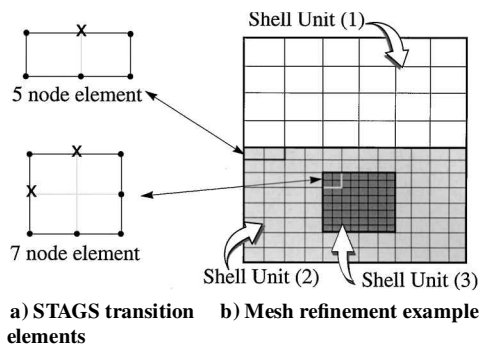 Shell Unit (1)
X
5 node element
X
X
7 node element
Shell Unit (2)
Shell Unit (3)
a) STAGS transition
elements
b) Mesh refinement example